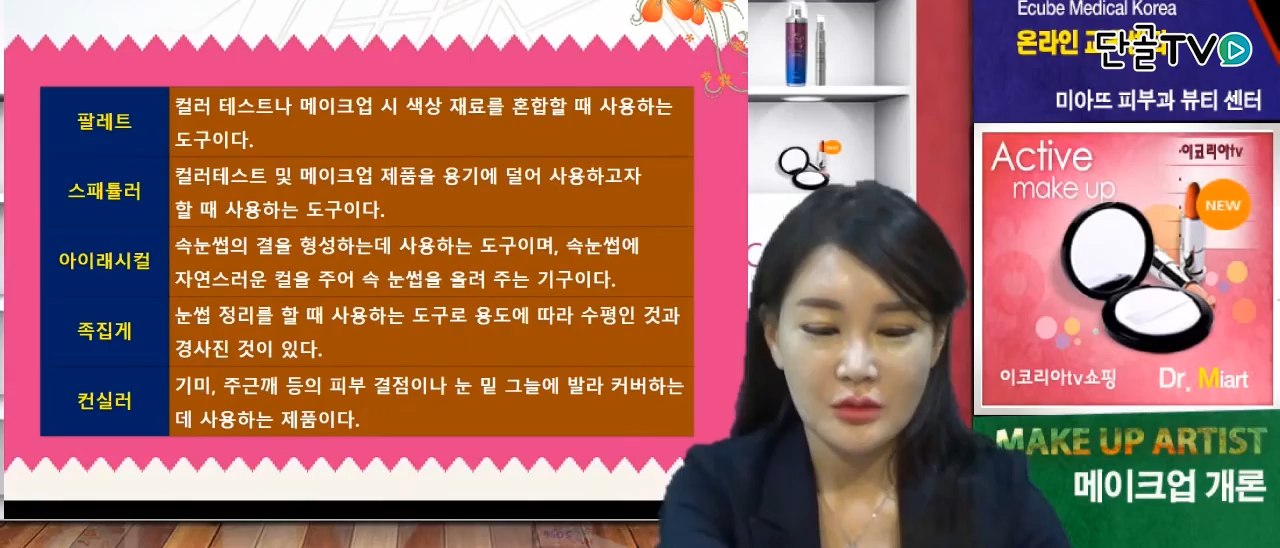 팔레트
컬러 테스트나 메이크업 시 색상 재료를 혼합할 때 사용하는
도구이다.
스패튤러
컬러테스트 및 메이크업 제품을 용기에 덜어 사용하고자
할 때 사용하는 도구이다.
아이래시컬
속눈썹의 결을 형성하는데 사용하는 도구이며, 속눈썹에
자연스러운 컬을 주어 속 눈썹을 올려 주는 기구이다.
족집게
눈썹 정리를 할 때 사용하는 도구로 용도에 따라 수평인 것과
경사진 것이 있다.
컨실러
기미, 주근깨 등의 피부 결점이나 눈 밑 그늘에 발라 커버하는
데 사용하는 제품이다.
Ecube Medical Korea
온라인
단골TV
미아뜨 피부과 뷰티 센터
Active
make up
이코리아tv
NEW
이코리아tv쇼핑
Dr. Miart
MAKE UP ARTIST
메이크업 개론